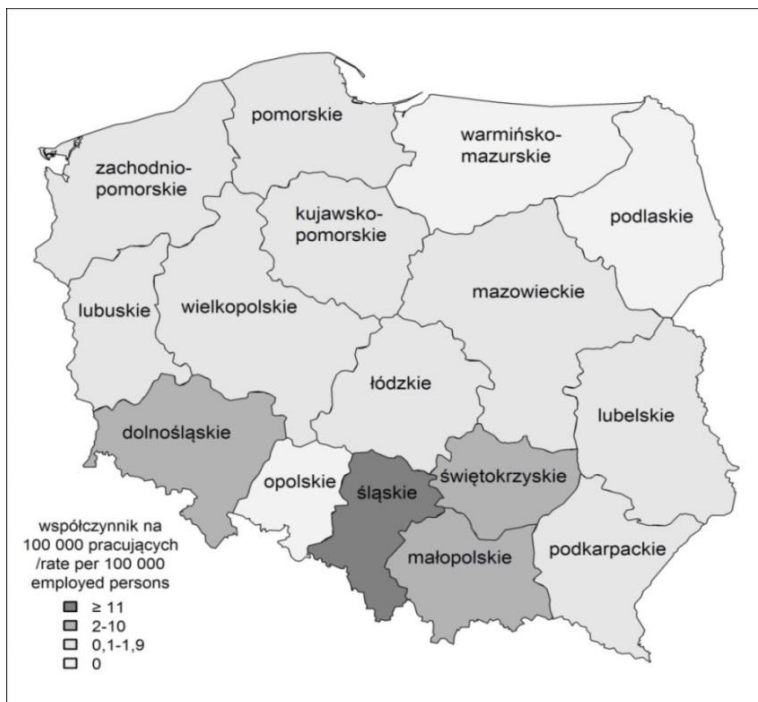 pomorskie
warmińsko-
mazurskie
zachodnio-
pomorskie
kujawsko-
pomorskie
podlaskie
lubuskie
wielkopolskie
mazowieckie
łódzkie
lubelskie
dolnośląskie
opolskie
śląskie
świętokrzyskie
małopolskie
podkarpackie
współczynnik na
100 000 pracujących
/rate per 100 000
employed persons
≥ 11
2-10
0,1-1,9
0